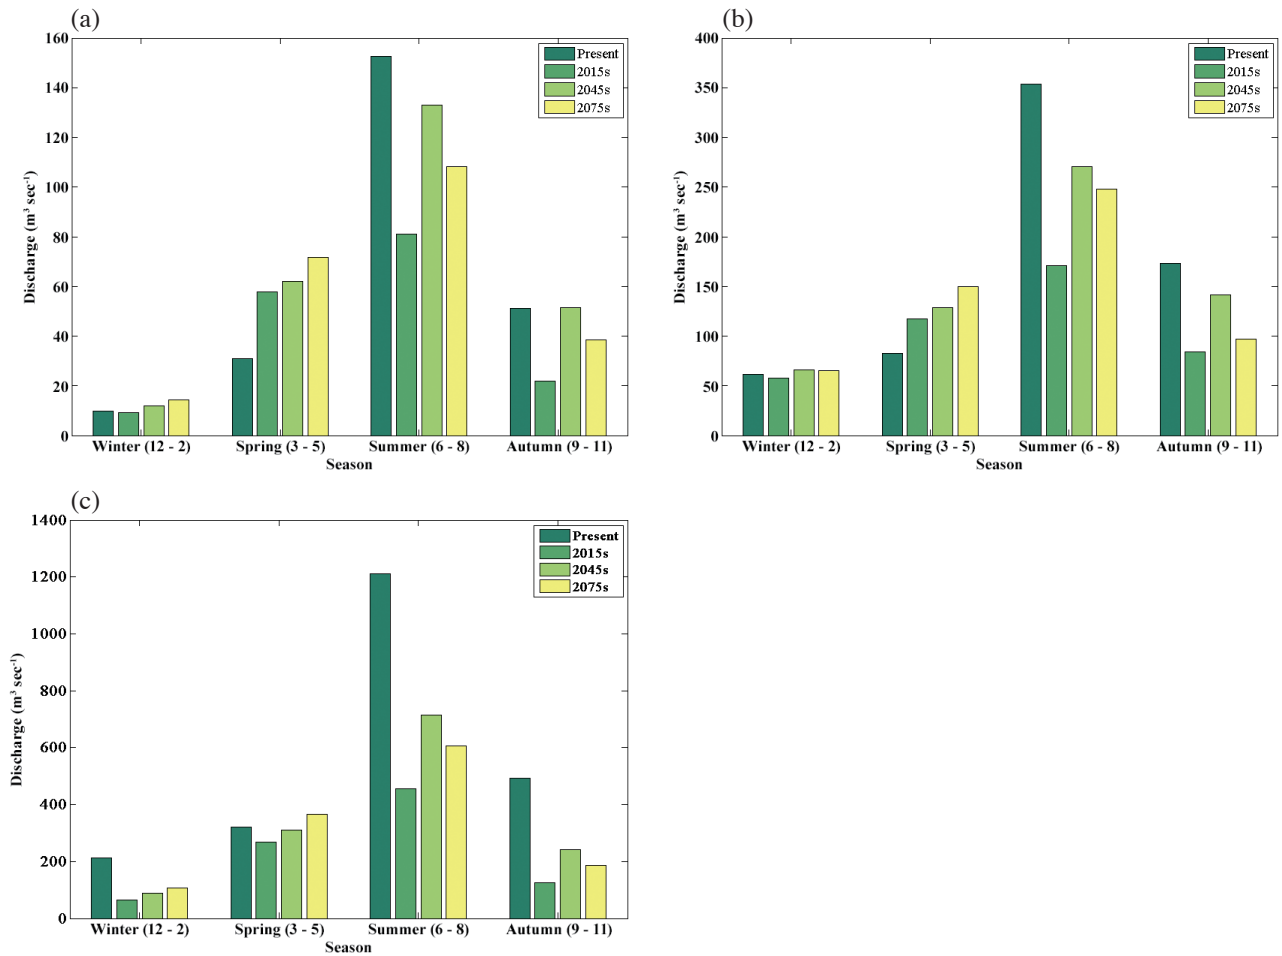 (a)
160
140
120
100
80
60
40
20
0
Discharge (m³ sec⁻¹)
Present
2015s
2045s
2075s
Winter (12 - 2) Spring (3 - 5) Summer (6 - 8) Autumn (9 - 11)
Season
(b)
400
350
300
250
200
150
100
50
0
Discharge (m³ sec⁻¹)
Present
2015s
2045s
2075s
Winter (12 - 2) Spring (3 - 5) Summer (6 - 8) Autumn (9 - 11)
Season
(c)
1400
1200
1000
800
600
400
200
0
Discharge (m³ sec⁻¹)
Present
2015s
2045s
2075s
Winter (12 - 2) Spring (3 - 5) Summer (6 - 8) Autumn (9 - 11)
Season